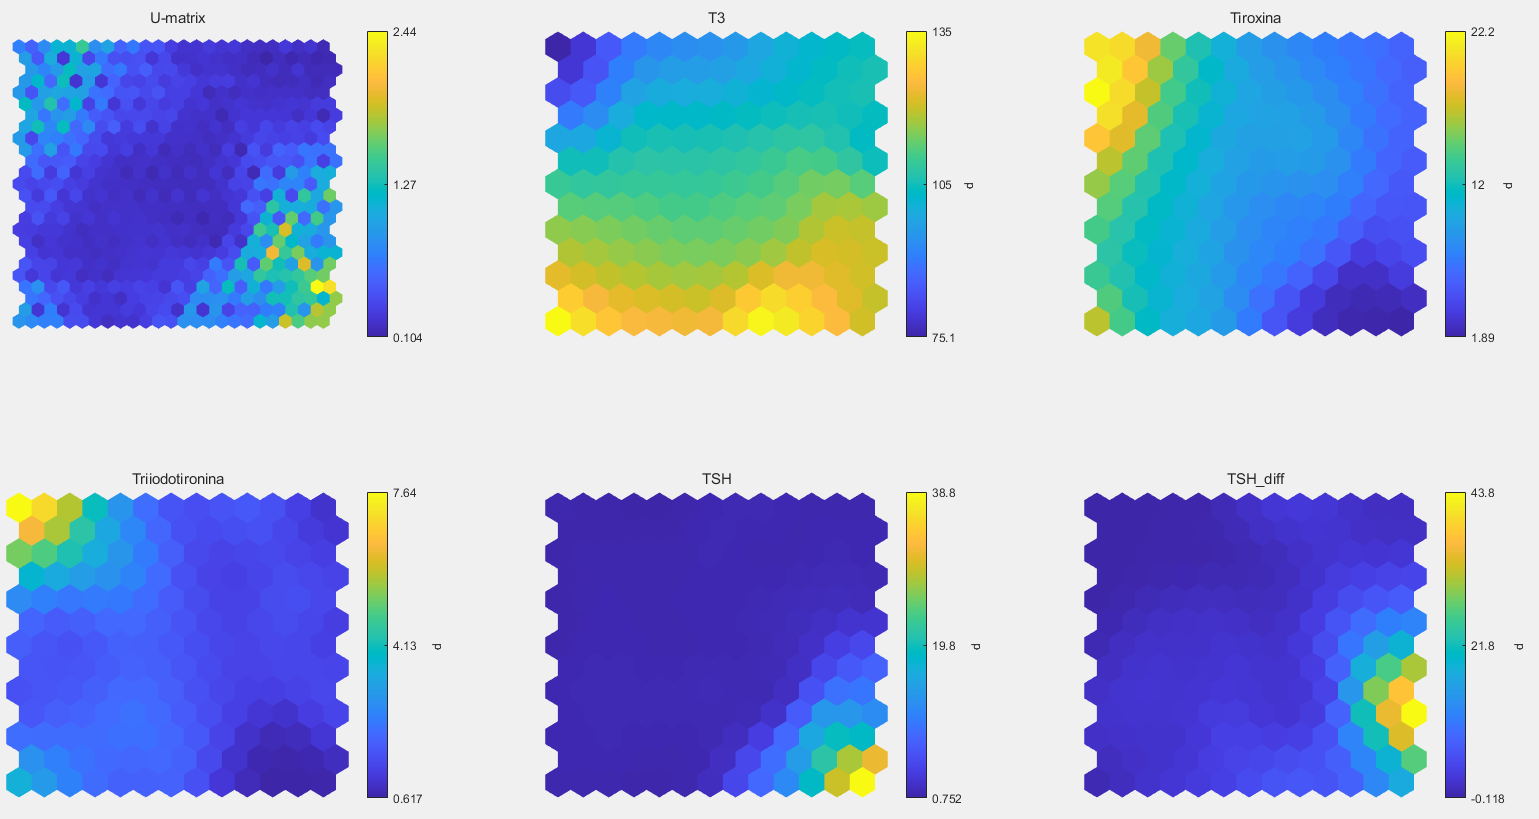 U-matrix
2.44
1.27
0.104
T3
135
105
75.1
d
Tiroxina
22.2
12
1.89
d
Triiodotironina
7.64
4.13
0.617
d
TSH
38.8
19.8
0.752
d
TSH_diff
43.8
21.8
-0.118
d